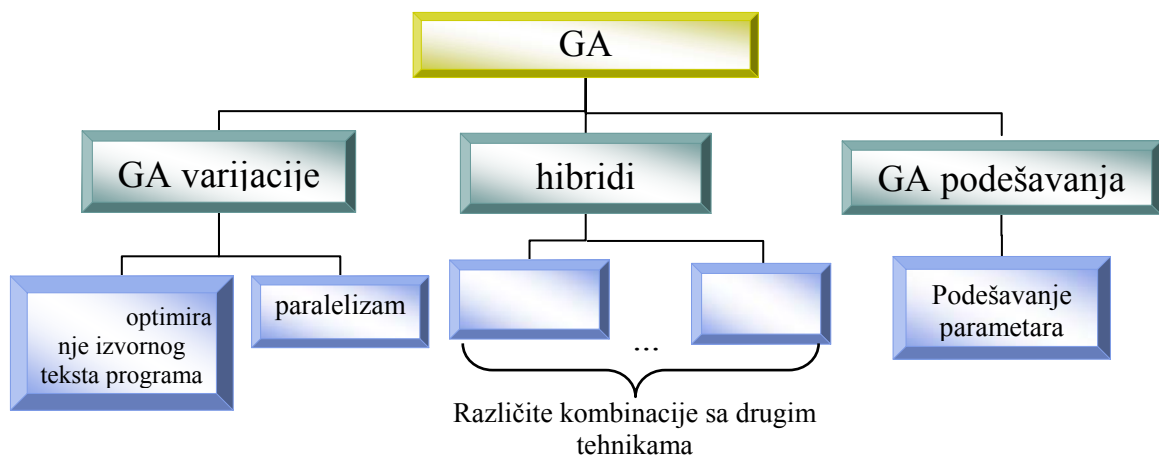 GA
GA varijacije
hibridi
GA podešavanja
optimira
nje izvornog
teksta programa
paralelizam
...
Podešavanje
parametara
Različite kombinacije sa drugim
tehnikama